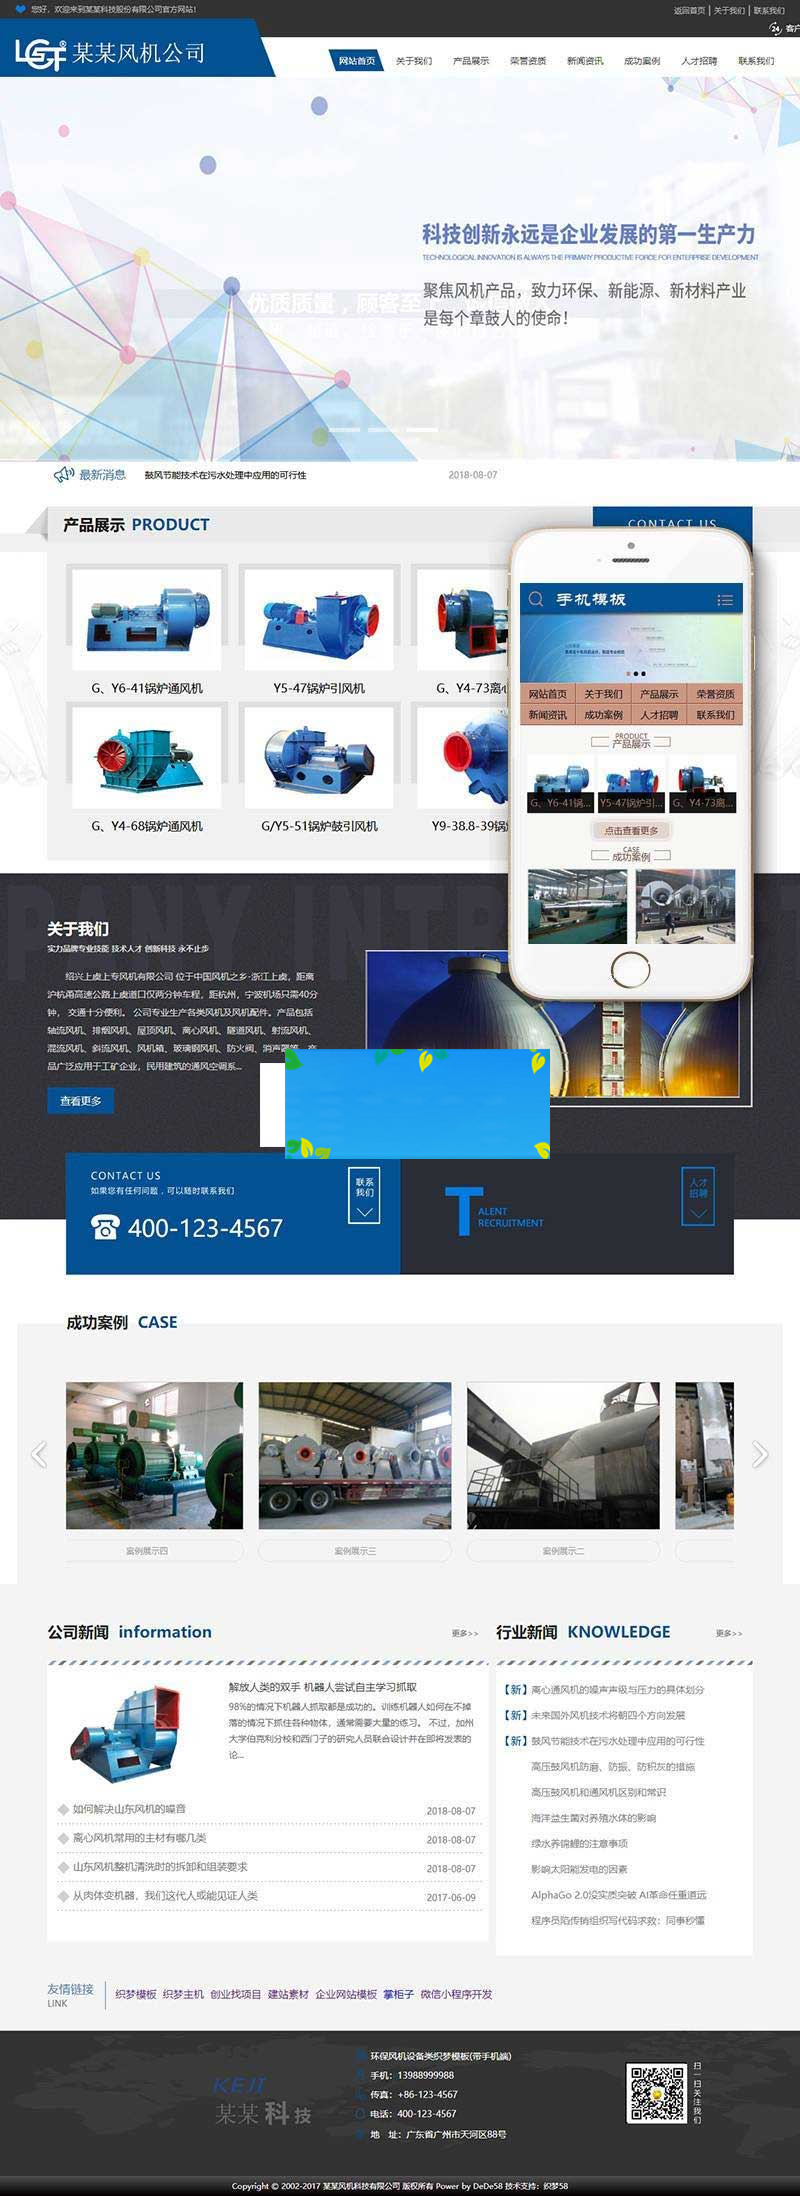 您好，欢迎来到某某科技股份有限公司官方网站！
返回首页 | 关于我们 | 联系我们
24 客户
LGT® 某某风机公司
网站首页 关于我们 产品展示 荣誉资质 新闻资讯 成功案例 人才招聘 联系我们
科技创新永远是企业发展的第一生产力
TECHNOLOGICAL INNOVATION IS ALWAYS THE PRIMARY PRODUCTIVE FORCE FOR ENTERPRISE DEVELOPMENT
优质质量，顾客至
聚焦风机产品，致力环保、新能源、新材料产业
是每个章鼓人的使命！
最新消息 鼓风节能技术在污水处理中应用的可行性 2018-08-07
产品展示 PRODUCT
CONTACT US
G、Y6-41锅炉通风机
Y5-47锅炉引风机
G、Y4-73离心
G、Y4-68锅炉通风机
G/Y5-51锅炉鼓引风机
Y9-38.8-39锅炉
手机模板
网站首页 关于我们 产品展示 荣誉资质
新闻资讯 成功案例 人才招聘 联系我们
PRODUCT
产品展示
G、Y6-41锅... Y5-47锅炉引... G、Y4-73离...
点击查看更多
CASE
成功案例
PANY INTR
关于我们
实力品牌专业技能 技术人才 创新科技 永不止步
绍兴上虞上专风机有限公司 位于中国风机之乡-浙江上虞，距离
沪杭甬高速公路上虞道口仅两分钟车程，距杭州，宁波机场只需40分
钟， 交通十分便利。 公司专业生产各类风机及风机配件。产品包括
轴流风机、排烟风机、屋顶风机、离心风机、隧道风机、射流风机、
混流风机、斜流风机、风机箱、玻璃钢风机、防火阀、消声器等。产
品广泛应用于工矿企业，民用建筑的通风空调系...
查看更多
CONTACT US
如果您有任何问题，可以随时联系我们
400-123-4567
联系
我们
TALENT
RECRUITMENT
人才
招聘
成功案例 CASE
案例展示四
案例展示三
案例展示二
公司新闻 information
更多>>
解放人类的双手 机器人尝试自主学习抓取
98%的情况下机器人抓取都是成功的。训练机器人如何在不掉
落的情况下抓住各种物体，通常需要大量的练习。 不过，加州
大学伯克利分校和西门子的研究人员联合设计并在即将发表的
论...
如何解决山东风机的噪音 2018-08-07
离心风机常用的主材有哪几类 2018-08-07
山东风机整机清洗时的拆卸和组装要求 2018-08-07
从肉体变机器，我们这代人或能见证人类 2017-06-09
行业新闻 KNOWLEDGE
更多>>
【新】离心通风机的噪声声级与压力的具体划分
【新】未来国外风机技术将朝四个方向发展
【新】鼓风节能技术在污水处理中应用的可行性
高压鼓风机防磨、防振、防积灰的措施
高压鼓风机和通风机区别和常识
海洋益生菌对养殖水体的影响
绿水养锦鲤的注意事项
影响太阳能发电的因素
AlphaGo 2.0没实质突破 AI革命任重道远
程序员陷传销组织写代码求救：同事秒懂
友情链接
LINK
织梦模板 织梦主机 创业找项目 建站素材 企业网站模板 掌柜子 微信小程序开发
KEJI
某某科技
环保风机设备类织梦模板(带手机端)
手机：13988999988
传真：+86-123-4567
电话：400-123-4567
地 址：广东省广州市天河区88号
扫一扫关注我们
Copyright © 2002-2017 某某风机科技有限公司 版权所有 Power by DeDe58 技术支持：织梦58